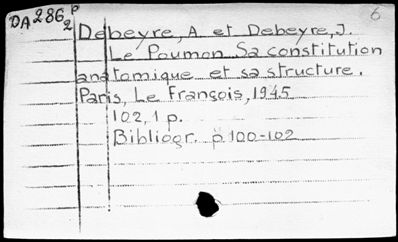 DA 286 P 2
6
Debeyre, A et Debeyre, J.
Le Poumon Sa constitution
anatomique et sa structure.
Paris, Le François, 1945
102, 1 p.
Bibliogr. p 100-102